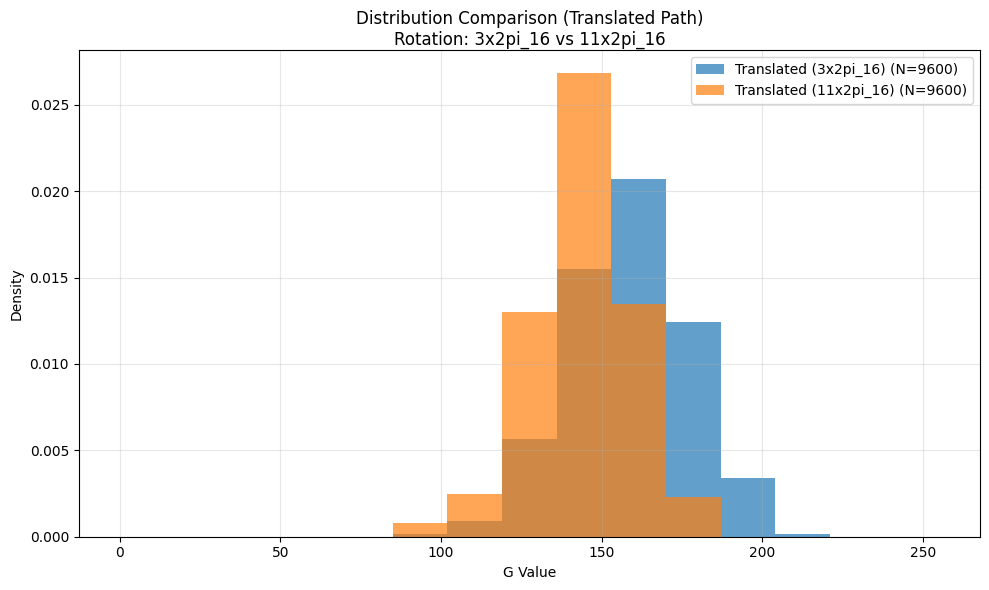 Distribution Comparison (Translated Path)
Rotation: 3x2pi_16 vs 11x2pi_16
Translated (3x2pi_16) (N=9600)
Translated (11x2pi_16) (N=9600)
Density
0.025
0.020
0.015
0.010
0.005
0.000
0 50 100 150 200 250
G Value